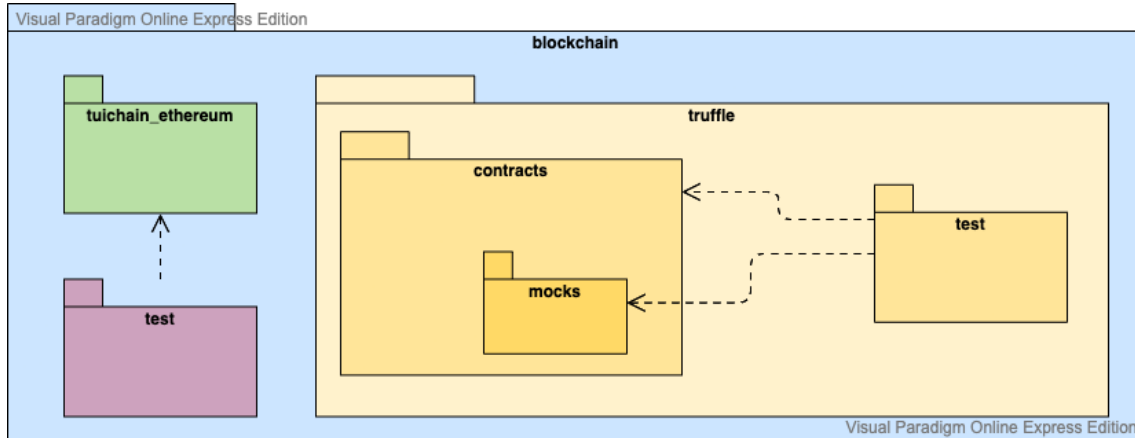 Visual Paradigm Online Express Edition
blockchain
tuichain_ethereum
truffle
contracts
test
mocks
test
Visual Paradigm Online Express Edition